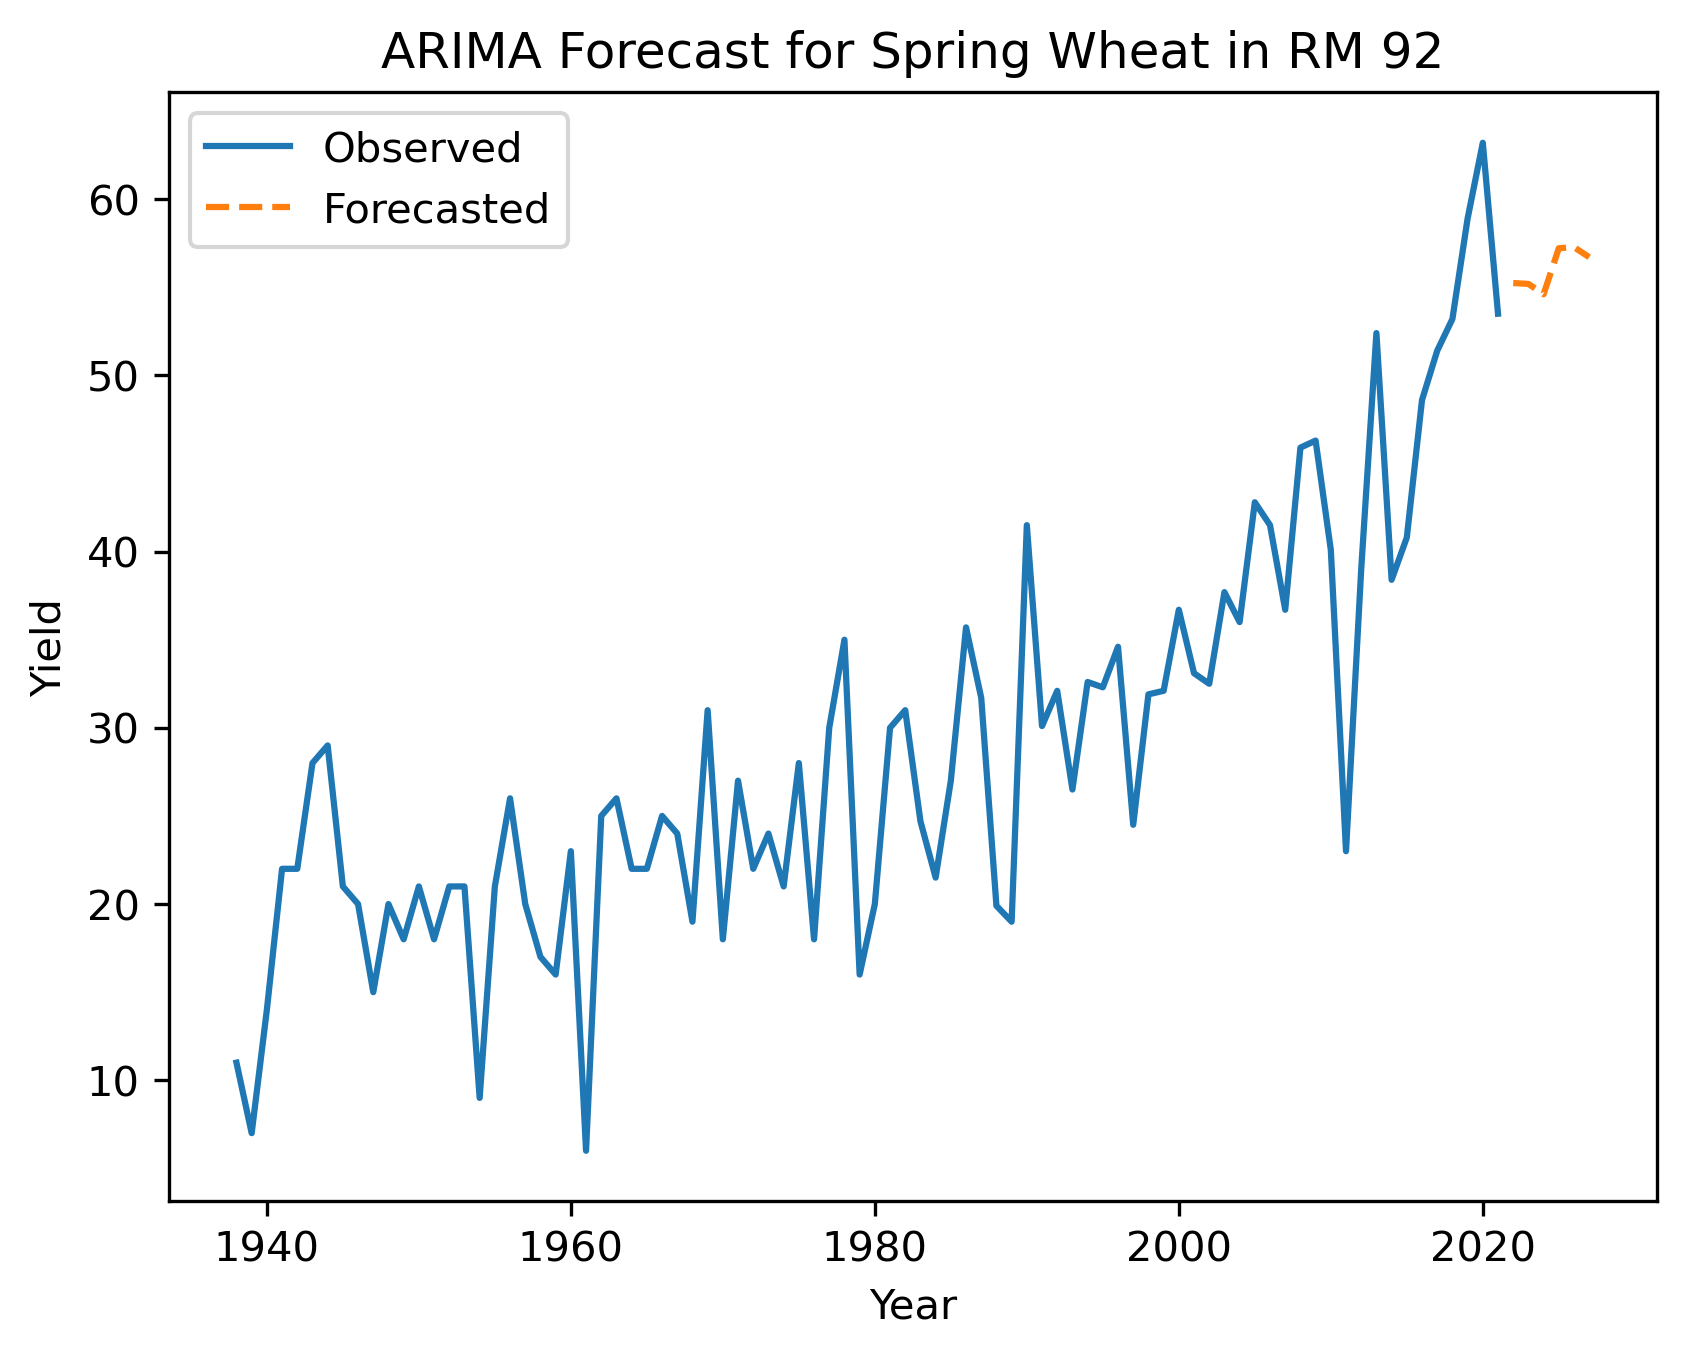 ARIMA Forecast for Spring Wheat in RM 92
Observed
Forecasted
60
50
40
30
20
10
Yield
1940 1960 1980 2000 2020
Year